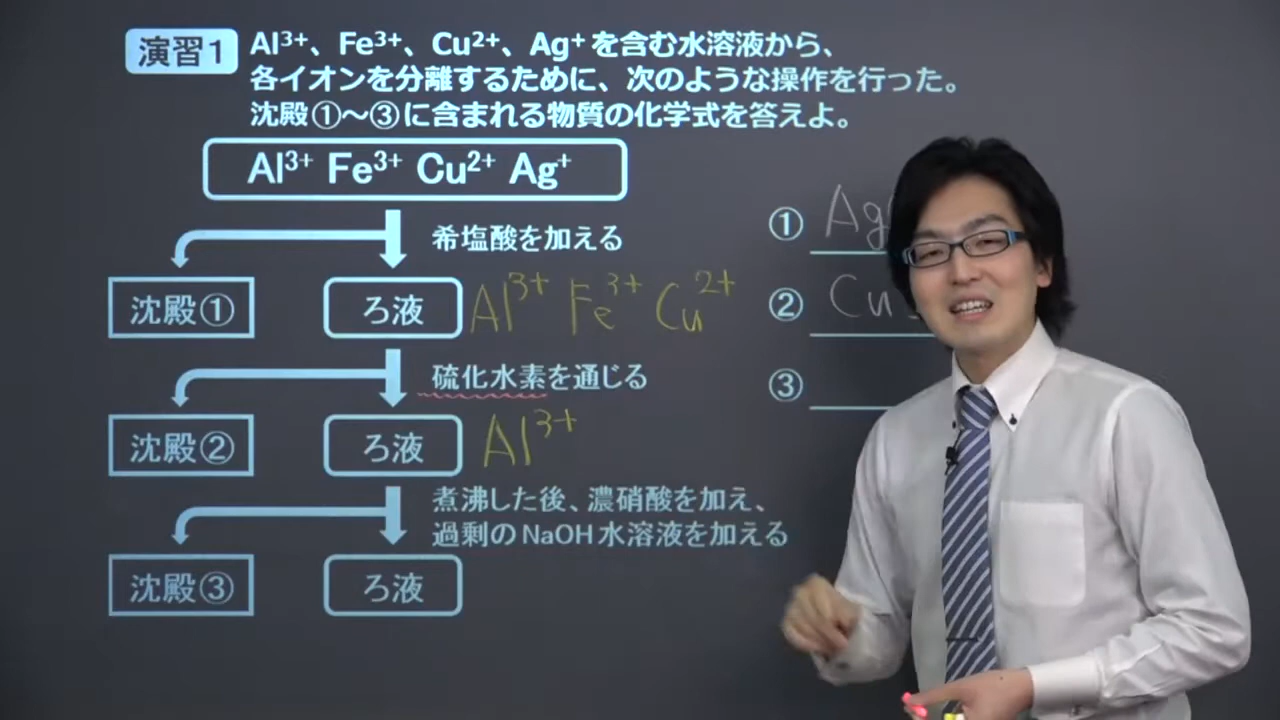 演習1
Al³⁺、Fe³⁺、Cu²⁺、Ag⁺を含む水溶液から、
各イオンを分離するために、次のような操作を行った。
沈殿①～③に含まれる物質の化学式を答えよ。
Al³⁺ Fe³⁺ Cu²⁺ Ag⁺
希塩酸を加える
① Ag
沈殿①
ろ液
Al³⁺ Fe³⁺ Cu²⁺
② Cu
硫化水素を通じる
③
沈殿②
ろ液
Al³⁺
煮沸した後、濃硝酸を加え、
過剰のNaOH水溶液を加える
沈殿③
ろ液